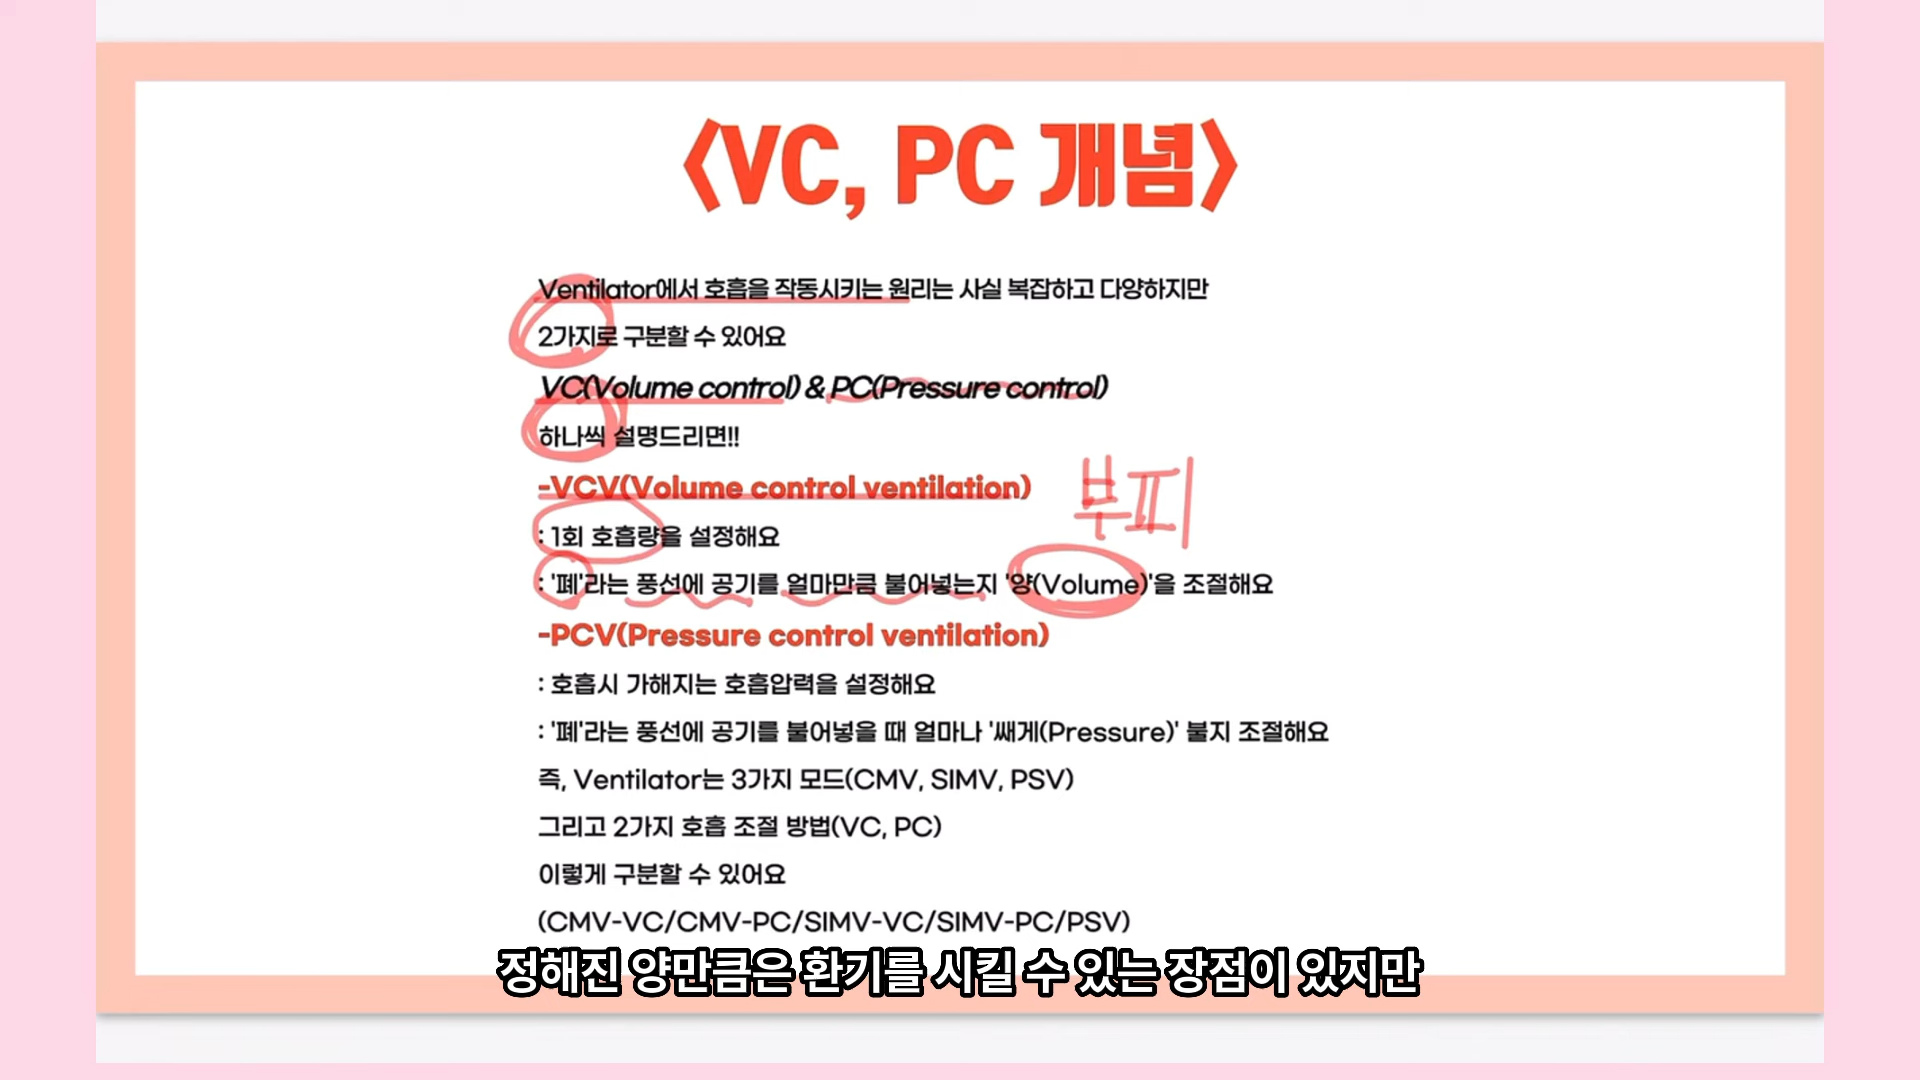 〈VC, PC 개념〉
Ventilator에서 호흡을 작동시키는 원리는 사실 복잡하고 다양하지만
2가지로 구분할 수 있어요
VC(Volume control) & PC(Pressure control)
하나씩 설명드리면!!
-VCV(Volume control ventilation)
부피
: 1회 호흡량을 설정해요
: '폐'라는 풍선에 공기를 얼마만큼 불어넣는지 '양(Volume)'을 조절해요
-PCV(Pressure control ventilation)
: 호흡시 가해지는 호흡압력을 설정해요
: '폐'라는 풍선에 공기를 불어넣을 때 얼마나 '쌔게(Pressure)' 불지 조절해요
즉, Ventilator는 3가지 모드(CMV, SIMV, PSV)
그리고 2가지 호흡 조절 방법(VC, PC)
이렇게 구분할 수 있어요
(CMV-VC/CMV-PC/SIMV-VC/SIMV-PC/PSV)
정해진 양만큼은 환기를 시킬 수 있는 장점이 있지만